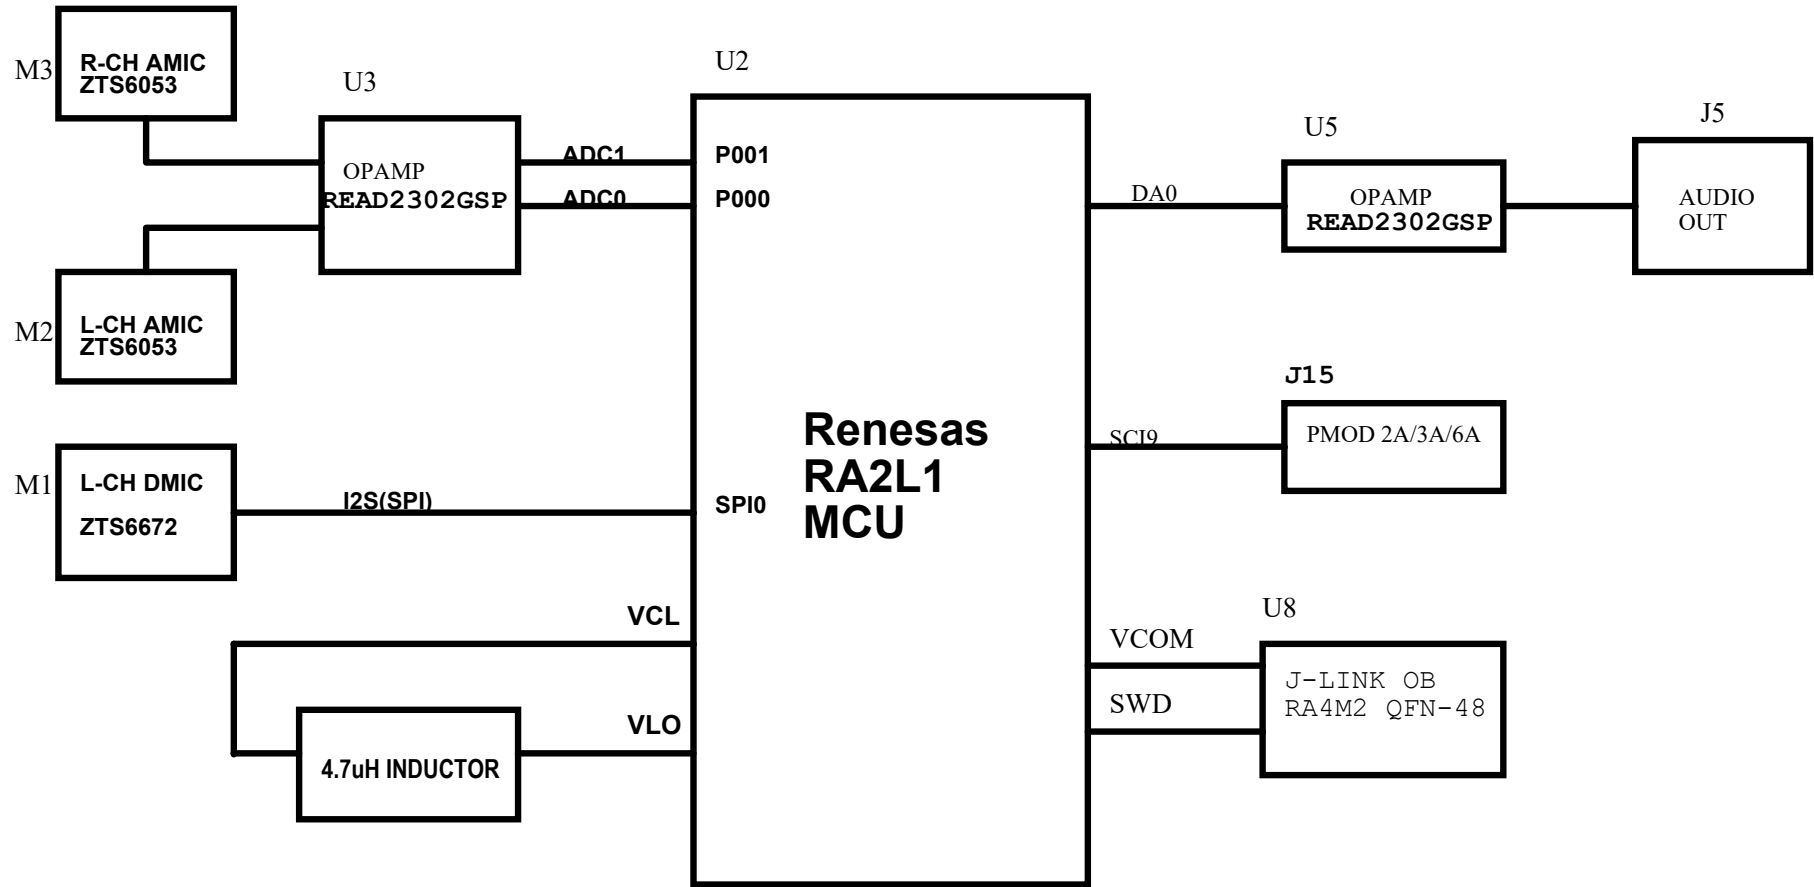 M3
R-CH AMIC
ZTS6053
U3
OPAMP
READ2302GSP
ADC1
ADC0
M2
L-CH AMIC
ZTS6053
M1
L-CH DMIC
ZTS6672
I2S(SPI)
VCL
VLO
4.7uH INDUCTOR
U2
P001
P000
SPI0
Renesas
RA2L1
MCU
DA0
U5
OPAMP
READ2302GSP
J5
AUDIO
OUT
SCI9
J15
PMOD 2A/3A/6A
VCOM
SWD
U8
J-LINK OB
RA4M2 QFN-48